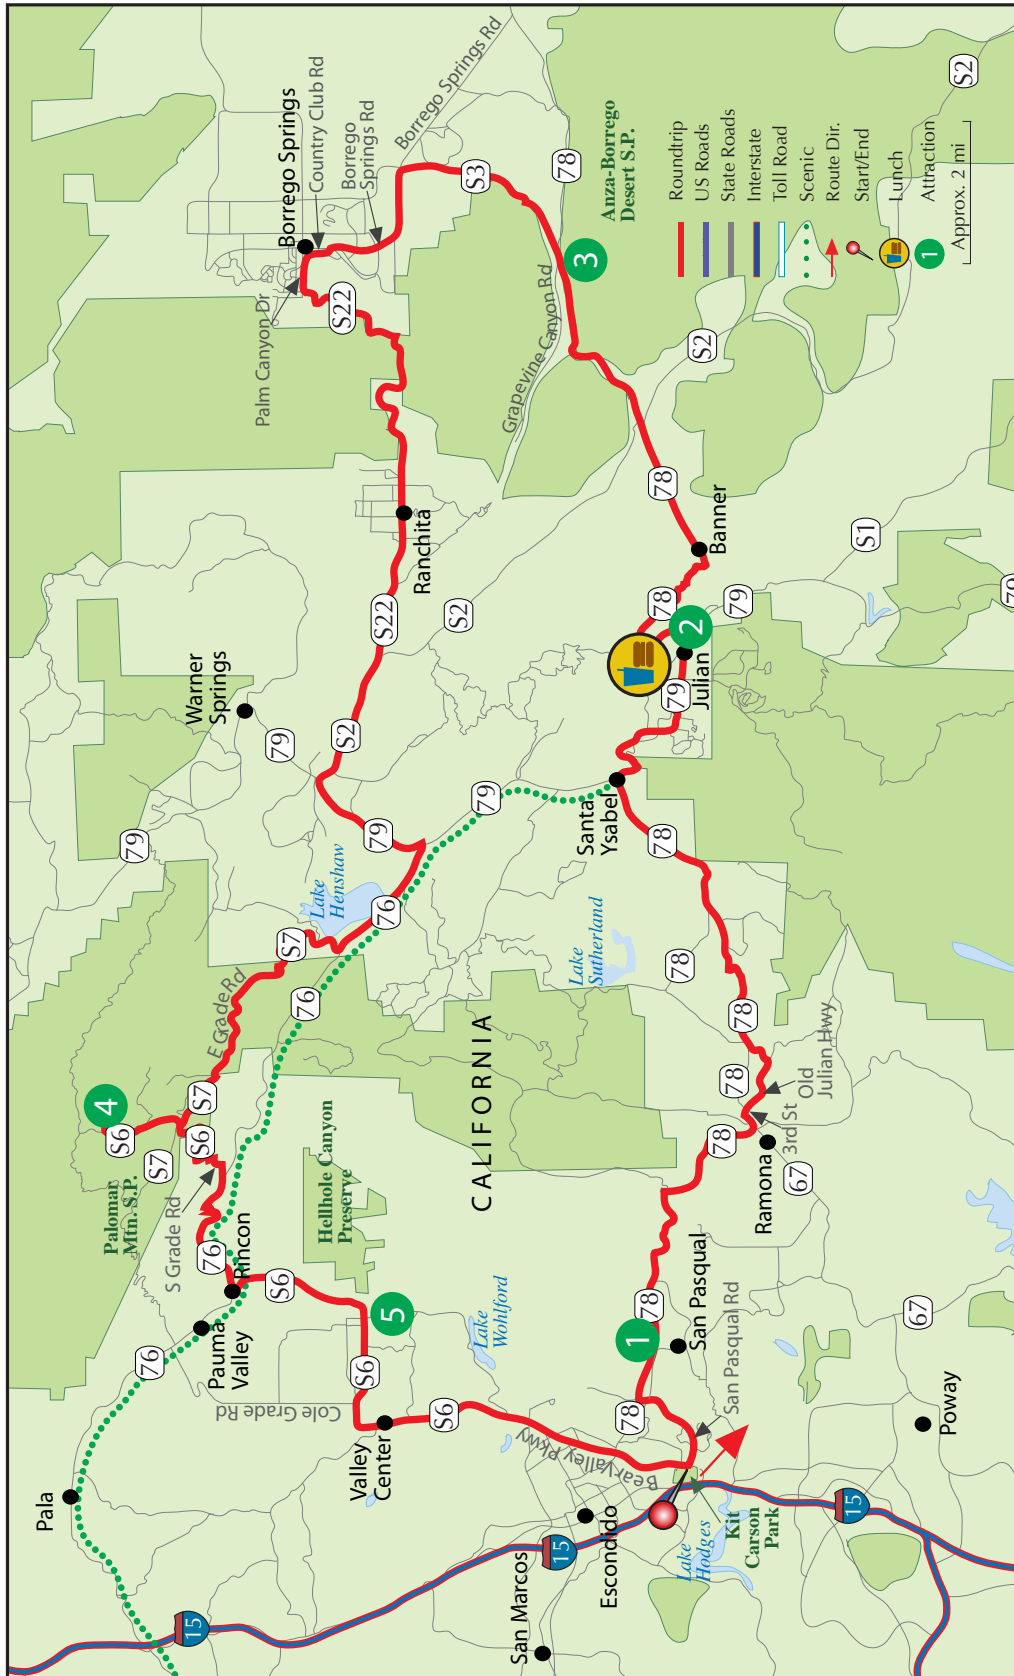 Pala
76
15
Pauma
Valley
Rincon
76
S Grade Rd
Palomar
Mtn. S.P.
S7
S6
S6
4
S7
E Grade Rd
S7
79
76
Warner
Springs
79
Lake
Henshaw
Palm Canyon Dr
Borrego Springs
Country Club Rd
Borrego
Springs Rd
Borrego Springs Rd
S22
S6
Hellhole Canyon
Preserve
Cole Grade Rd
S6
5
Valley
Center
S6
76
79
S2
S22
Ranchita
S2
S3
79
Lake
Wohlford
CALIFORNIA
San Marcos
15
Escondido
Bear Valley Pkwy
Grapevine Canyon Rd
78
3
Anza-Borrego
Desert S.P.
Lake
Sutherland
Santa
Ysabel
78
78
1
78
San Pasqual
San Pasqual Rd
Lake
Hodges
Kit
Carson
Park
15
78
78
78
78
3rd St
Old
Julian Hwy
Ramona
67
67
Poway
79
Julian
2
78
79
Banner
78
S2
S1
79
S2
Roundtrip
US Roads
State Roads
Interstate
Toll Road
Scenic
Route Dir.
Start/End
Lunch
1
Attraction
Approx. 2 mi